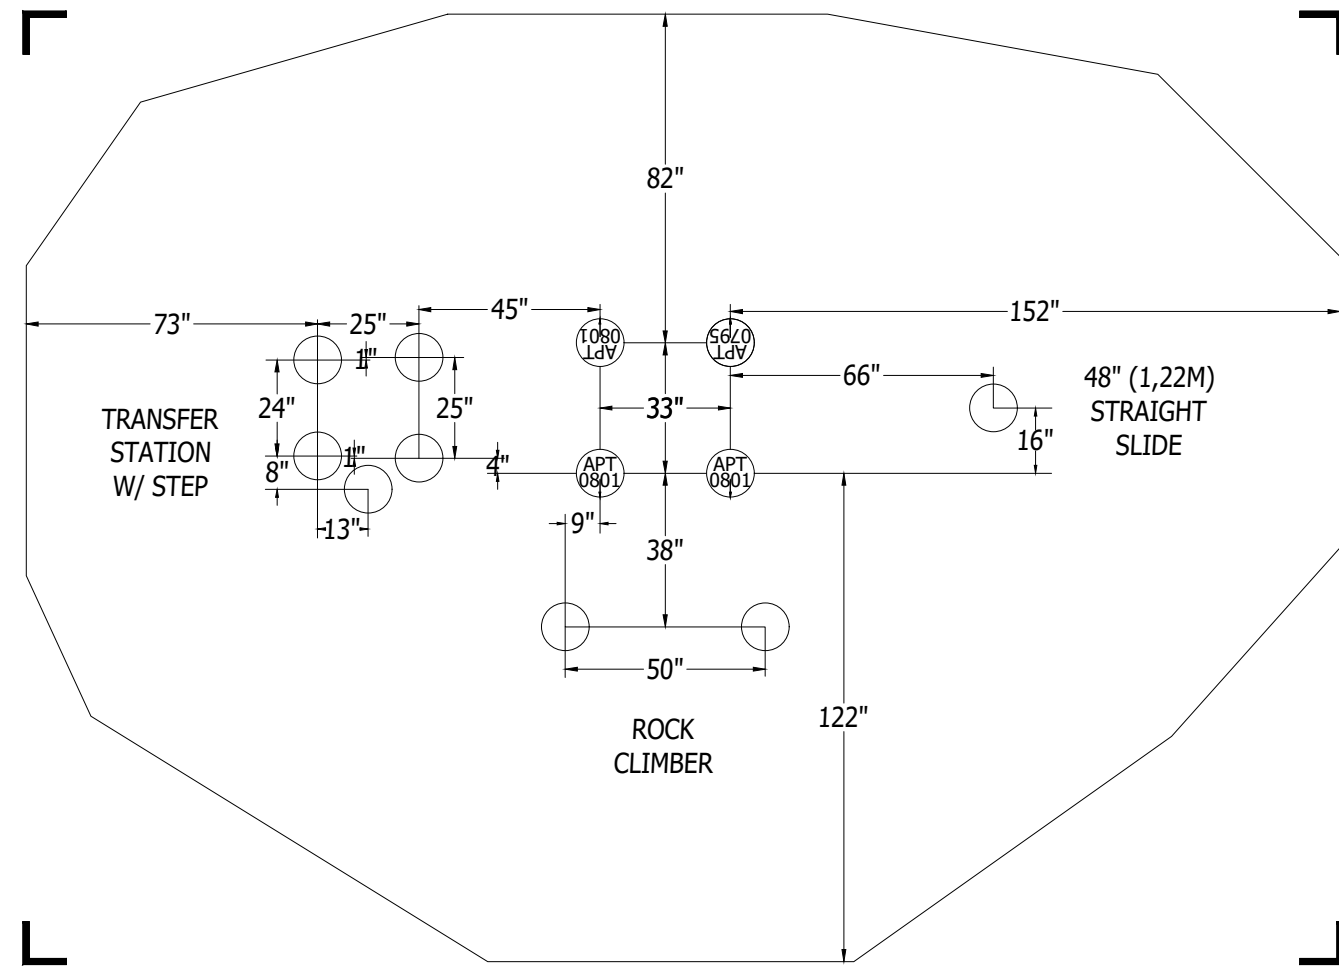 82"
45"
152"
73"
25"
1"
0801
APT
0795
APT
66"
48" (1,22M)
STRAIGHT
SLIDE
24"
25"
33"
TRANSFER
STATION
W/ STEP
16"
1"
8"
4"
APT
0801
APT
0801
13"
9"
38"
50"
122"
ROCK
CLIMBER